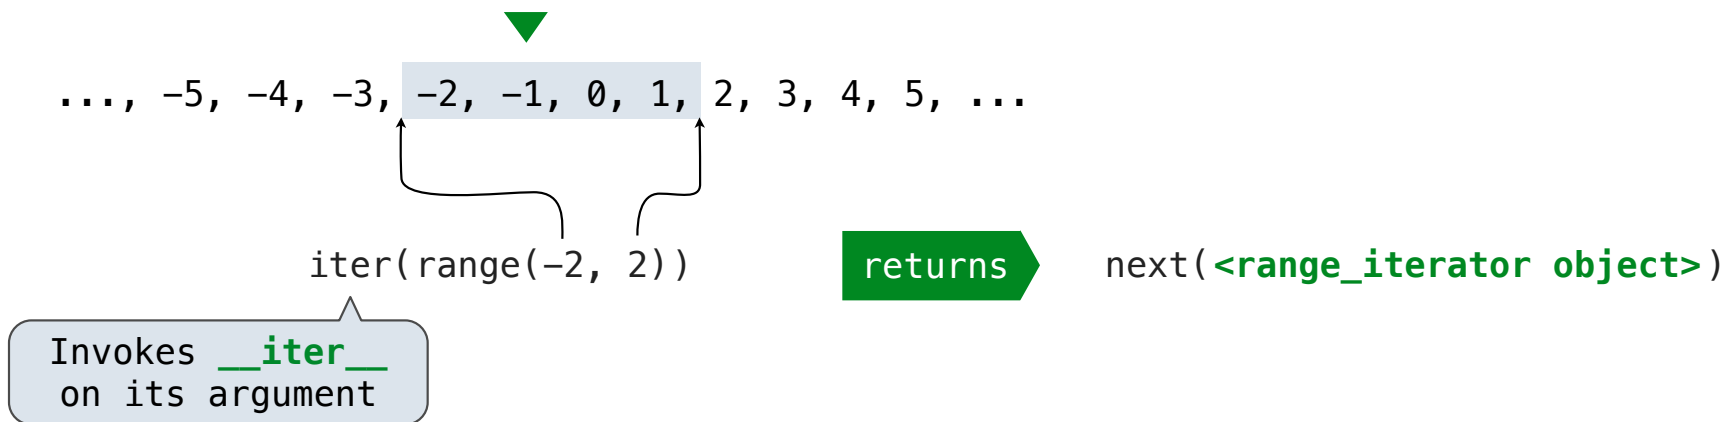 ..., −5, −4, −3, −2, −1, 0, 1, 2, 3, 4, 5, ...
iter(range(−2, 2))
returns
next(<range_iterator object>)
Invokes __iter__
on its argument